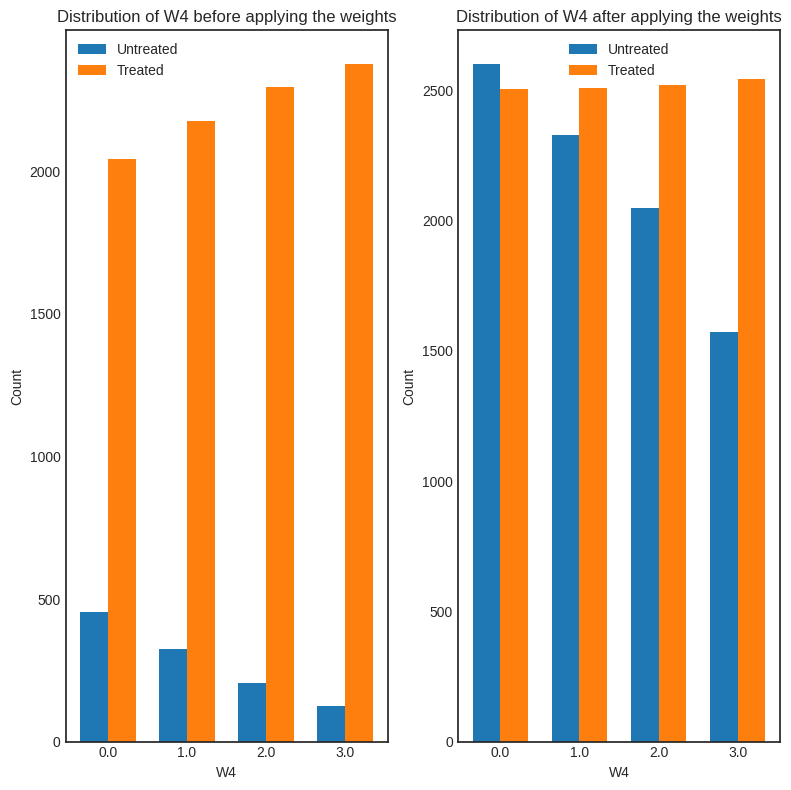 Distribution of W4 before applying the weights
Untreated
Treated
2000
1500
1000
500
0
Count
0.0 1.0 2.0 3.0
W4
Distribution of W4 after applying the weights
Untreated
Treated
2500
2000
1500
1000
500
0
Count
0.0 1.0 2.0 3.0
W4